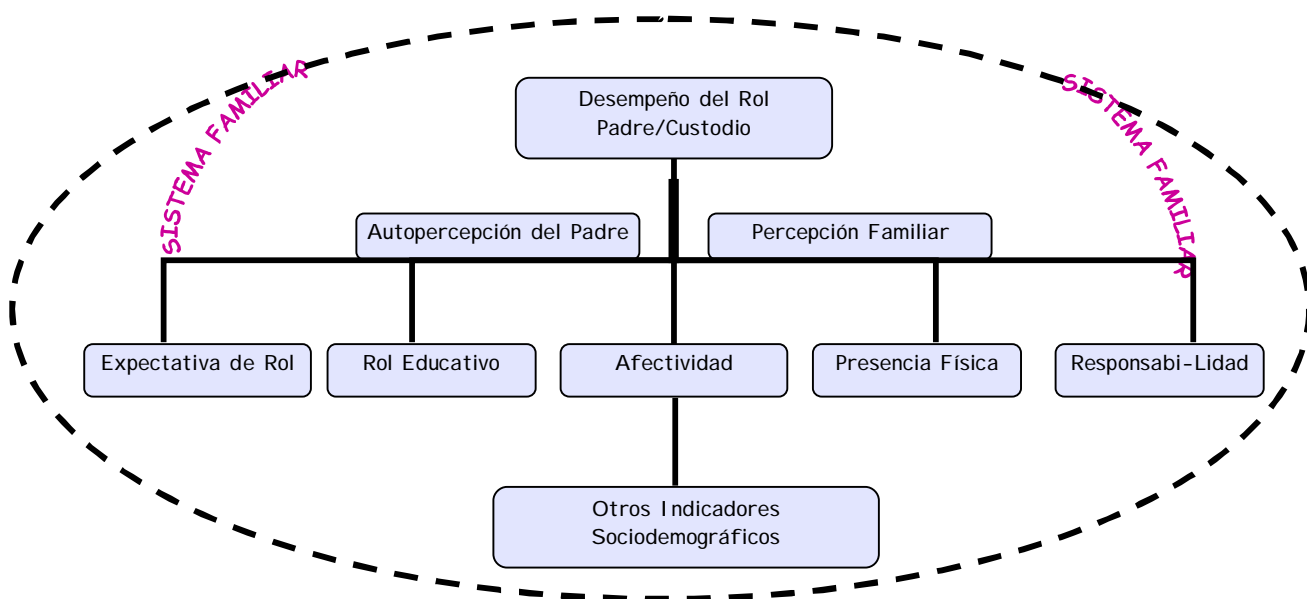 SISTEMA FAMILIAR
SISTEMA FAMILIAR
Desempeño del Rol
Padre/Custodio
Autopercepción del Padre
Percepción Familiar
Expectativa de Rol
Rol Educativo
Afectividad
Presencia Física
Responsabi-Lidad
Otros Indicadores
Sociodemográficos